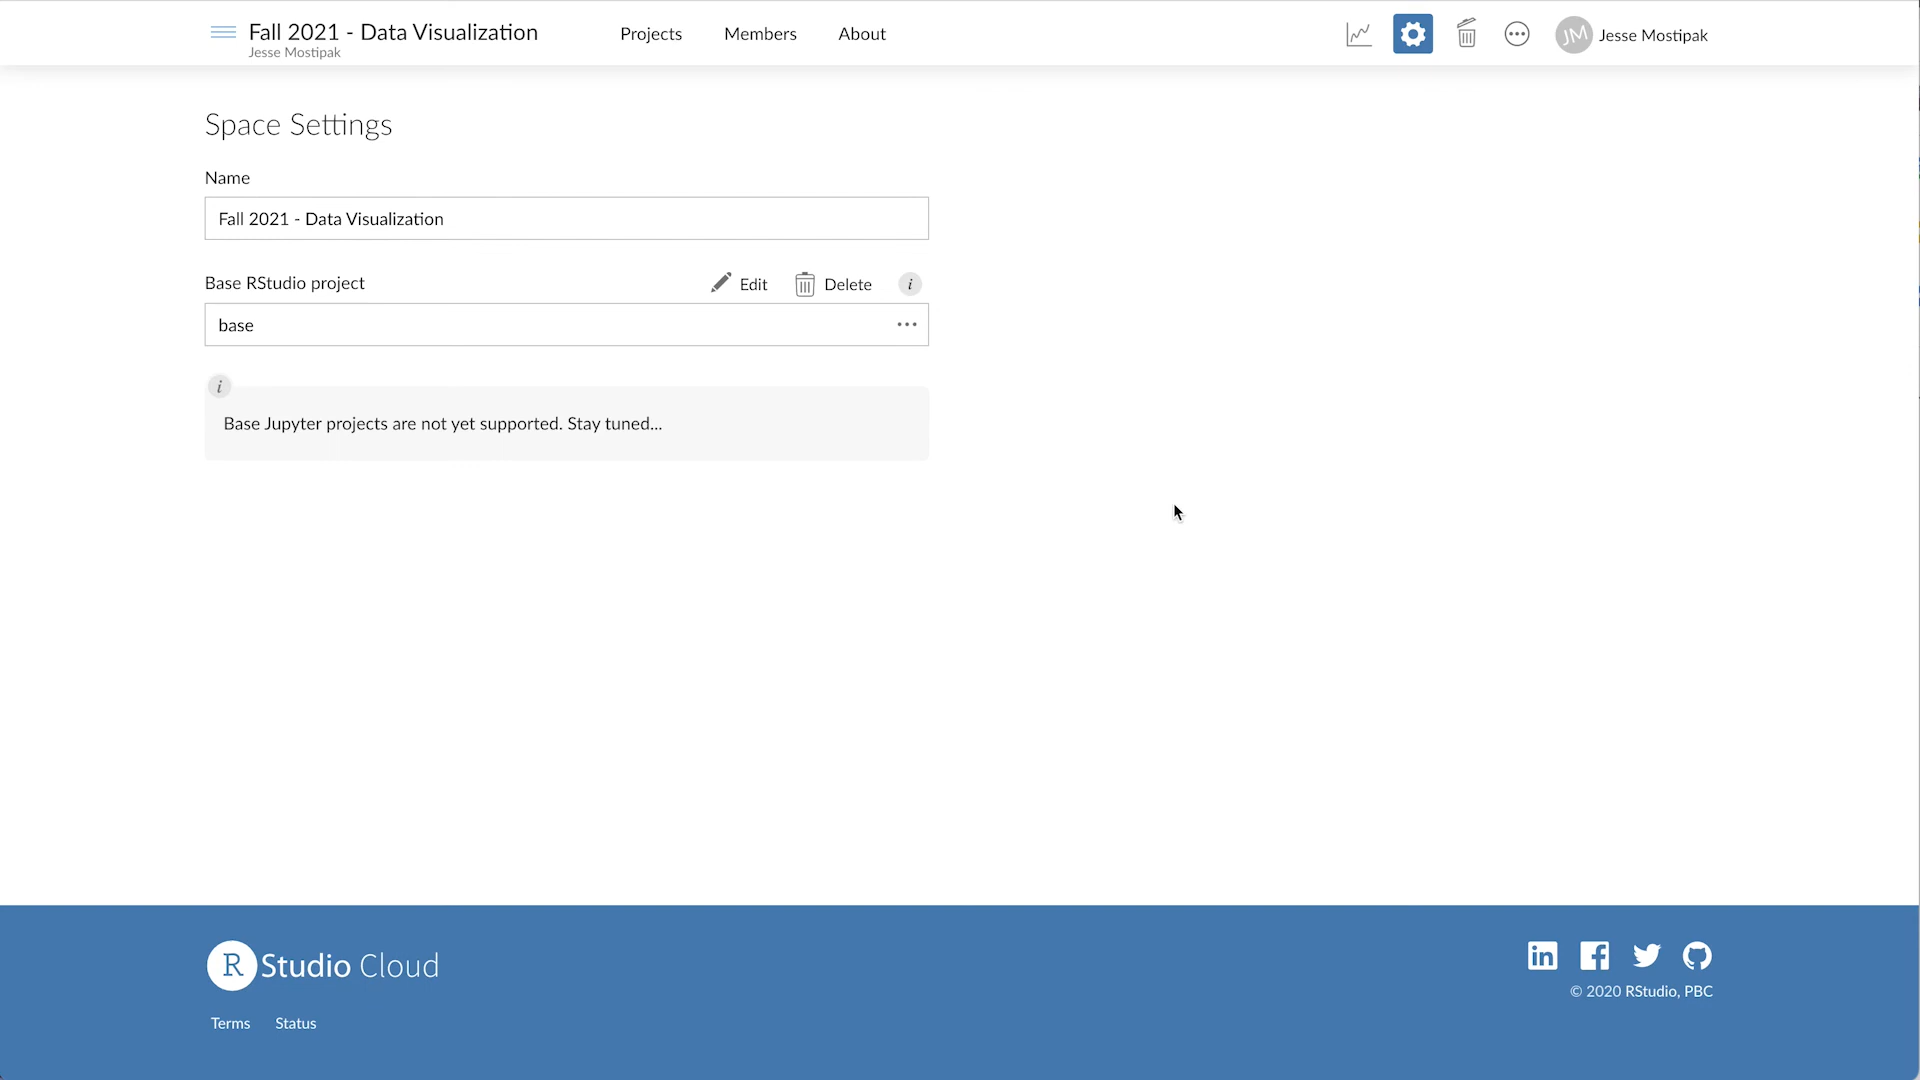 Fall 2021 - Data Visualization
Jesse Mostipak
Projects
Members
About
JM
Jesse Mostipak
Space Settings
Name
Fall 2021 - Data Visualization
Base RStudio project
Edit
Delete
i
base
i
Base Jupyter projects are not yet supported. Stay tuned...
R Studio Cloud
in
© 2020 RStudio, PBC
Terms
Status